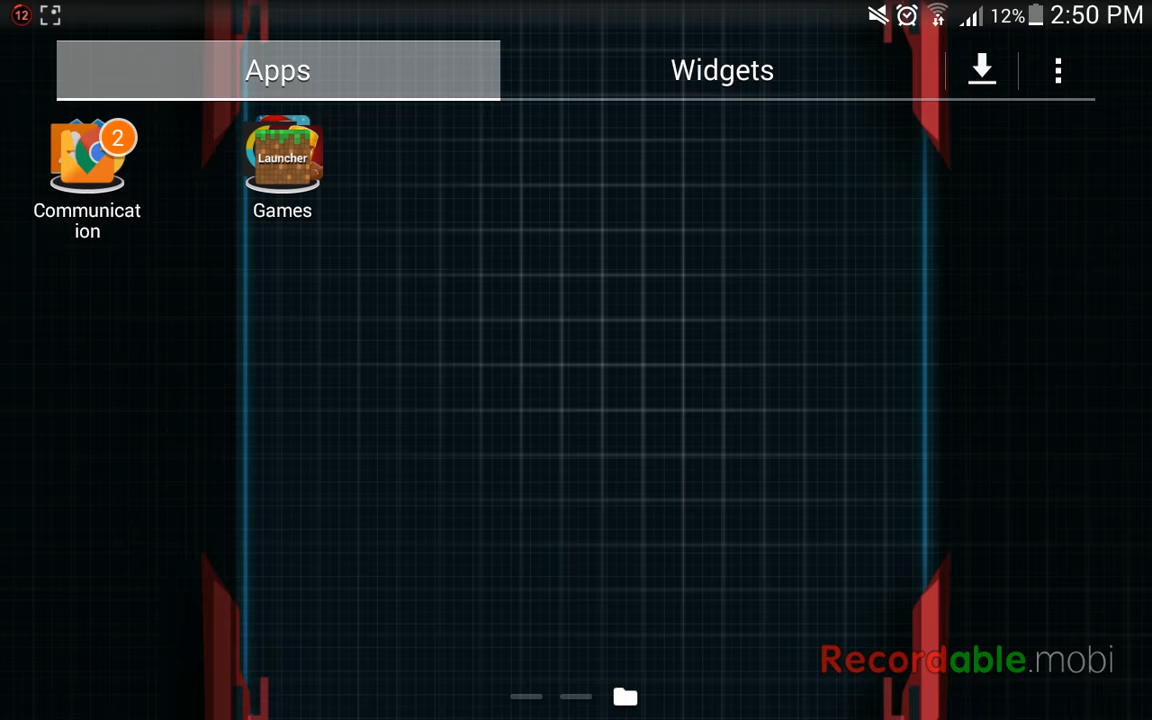 12
12% 2:50 PM
Apps
Widgets
2
Launcher
Communicat
ion
Games
Recordable.mobi